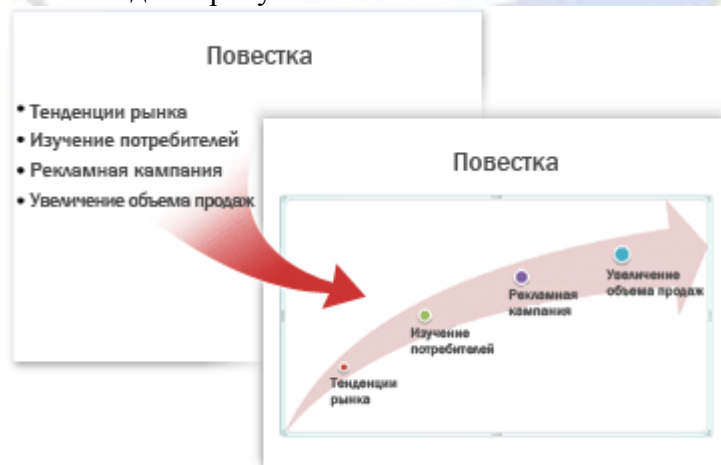 Повестка
• Тенденции рынка
• Изучение потребителей
• Рекламная кампания
• Увеличение объема продаж
Повестка
Увеличение
объема продаж
Рекламная
кампания
Изучение
потребителей
Тенденции
рынка